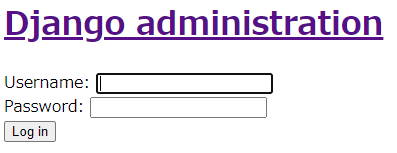 Django administration
Username:
Password:
Log in